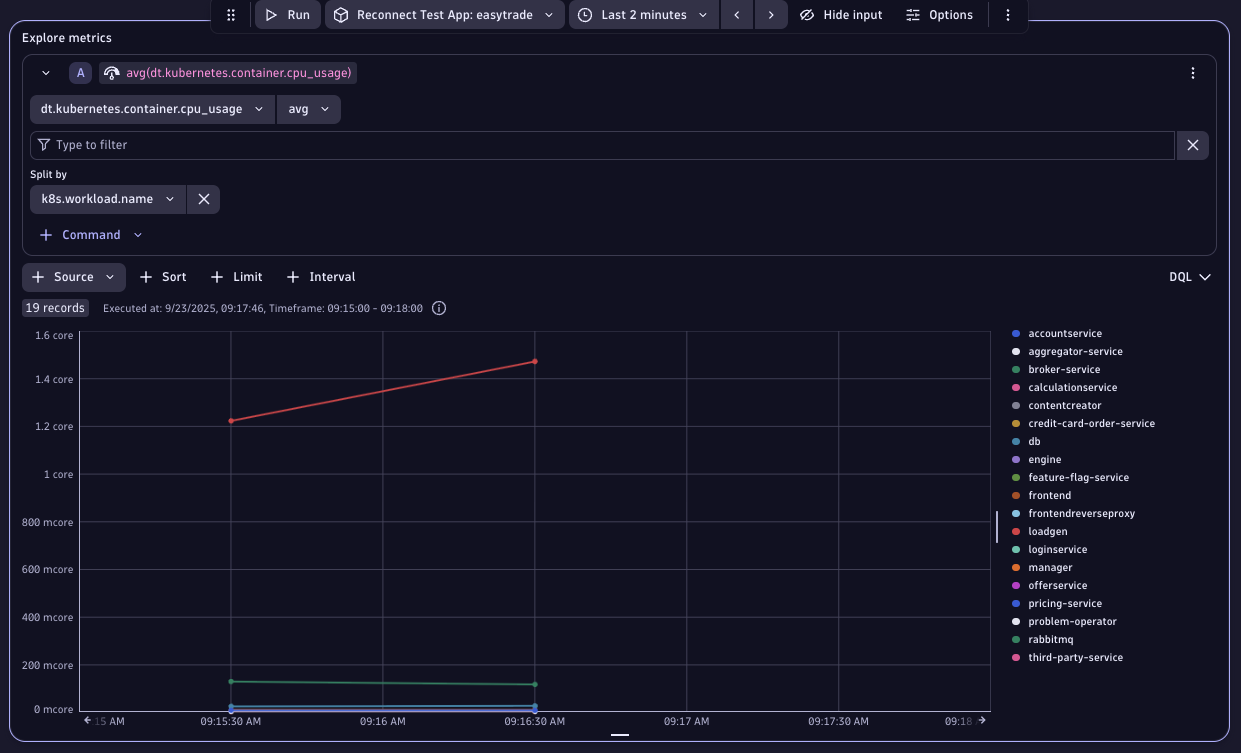 Run
Reconnect Test App: easytrade
Last 2 minutes
Hide input
Options
Explore metrics
A
avg(dt.kubernetes.container.cpu_usage)
dt.kubernetes.container.cpu_usage
avg
Type to filter
Split by
k8s.workload.name
Command
Source
Sort
Limit
Interval
DQL
19 records
Executed at: 9/23/2025, 09:17:46, Timeframe: 09:15:00 - 09:18:00
1.6 core
1.4 core
1.2 core
1 core
800 mcore
600 mcore
400 mcore
200 mcore
0 mcore
15 AM
09:15:30 AM
09:16 AM
09:16:30 AM
09:17 AM
09:17:30 AM
09:18
accountservice
aggregator-service
broker-service
calculationservice
contentcreator
credit-card-order-service
db
engine
feature-flag-service
frontend
frontendreverseproxy
loadgen
loginservice
manager
offerservice
pricing-service
problem-operator
rabbitmq
third-party-service